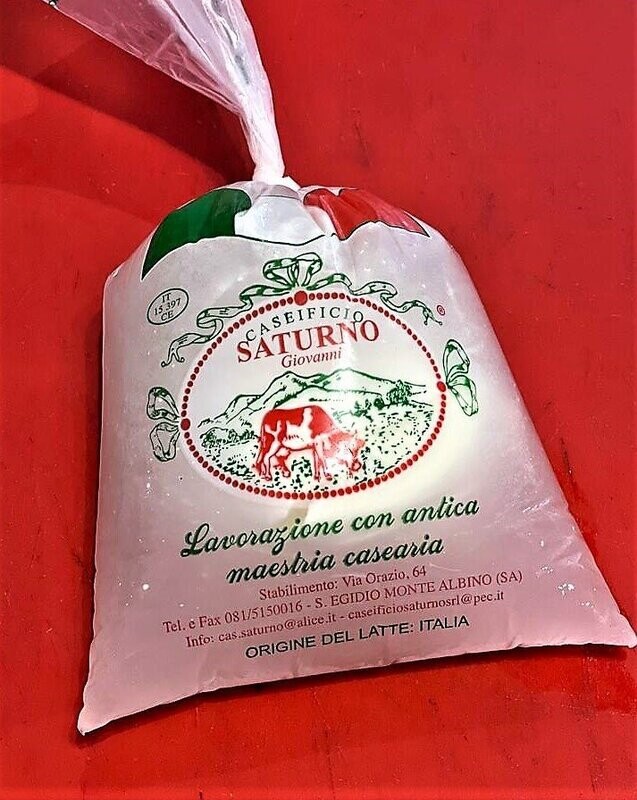 IT
15 397
CE
®
CASEIFICIO
SATURNO
Giovanni
Lavorazione con antica
maestria casearia
Stabilimento: Via Orazio, 64
Tel. e Fax 081/5150016 - S. EGIDIO MONTE ALBINO (SA)
Info: cas.saturno@alice.it - caseificiosaturnosrl@pec.it
ORIGINE DEL LATTE: ITALIA